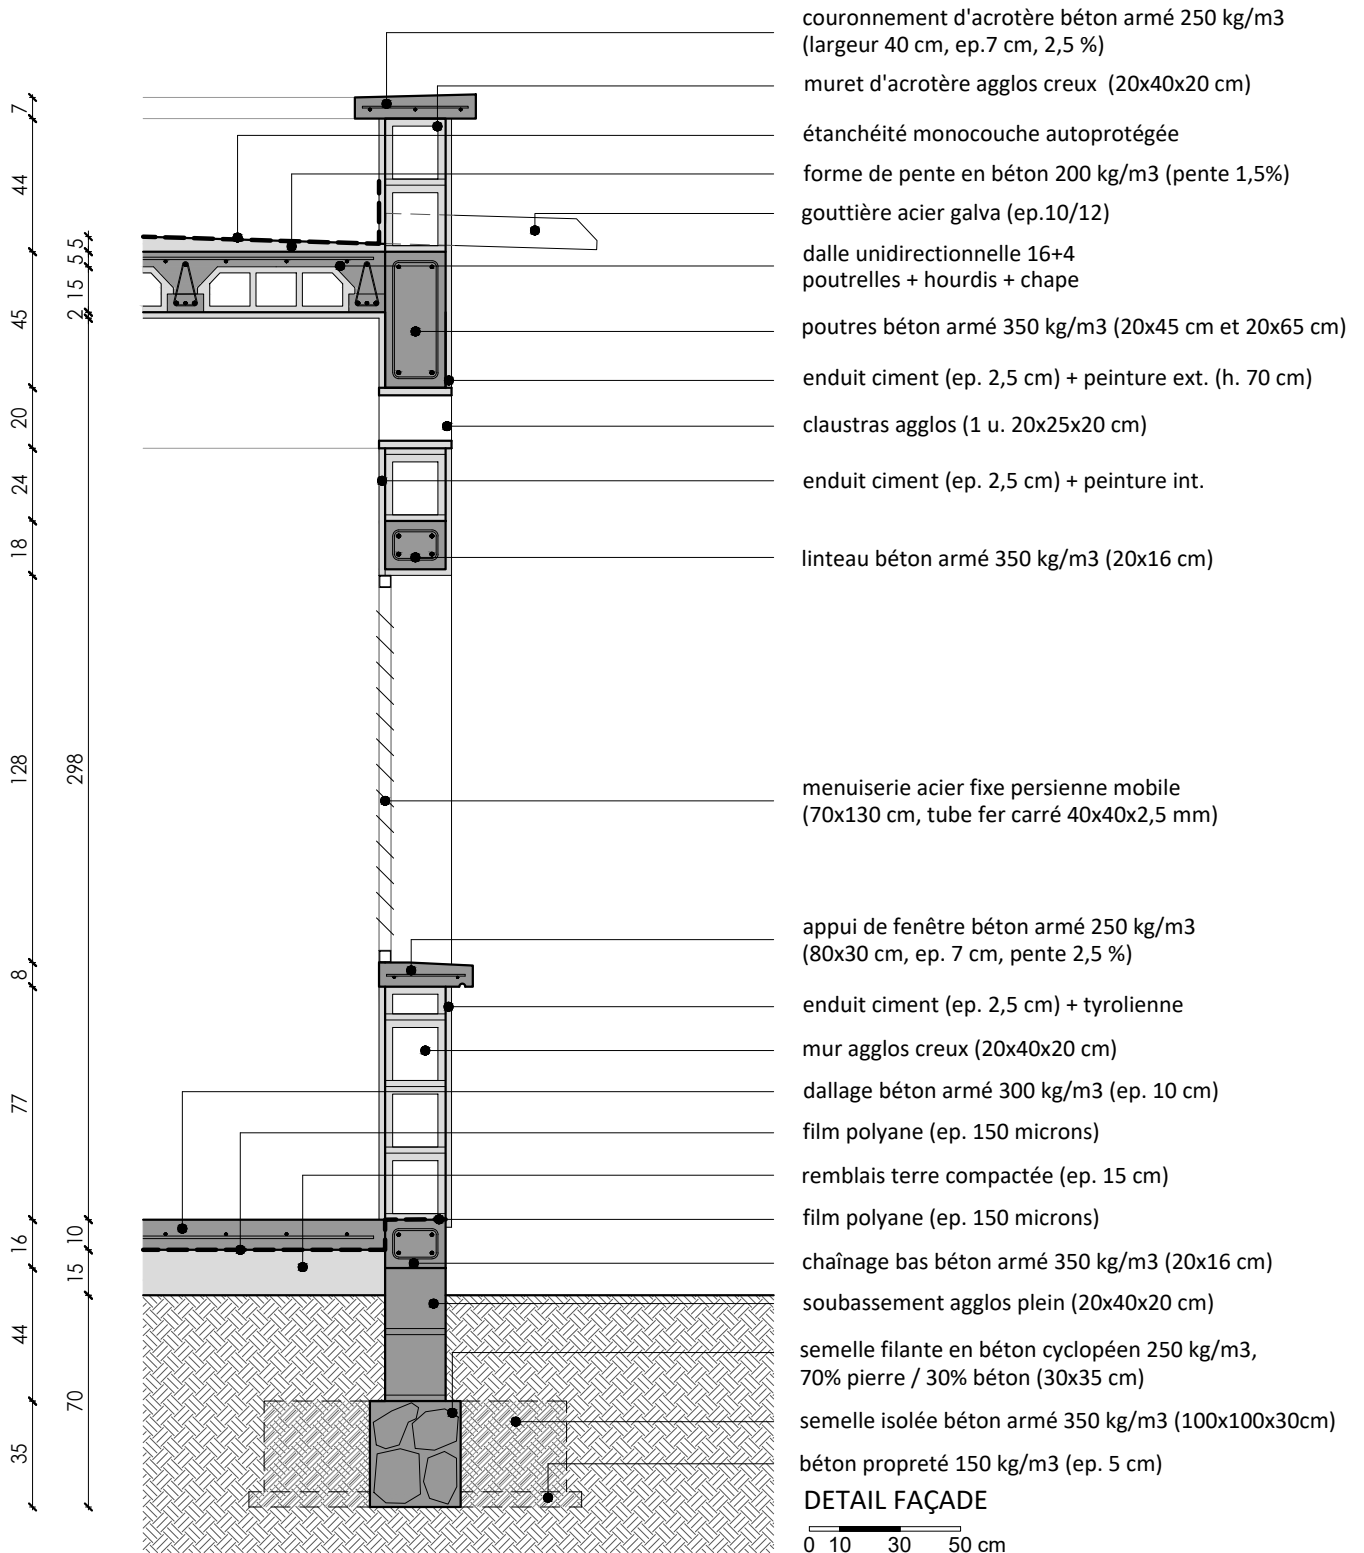 couronnement d'acrotère béton armé 250 kg/m3
(largeur 40 cm, ep.7 cm, 2,5 %)
muret d'acrotère agglos creux (20x40x20 cm)
étanchéité monocouche autoprotégée
forme de pente en béton 200 kg/m3 (pente 1,5%)
gouttière acier galva (ep.10/12)
dalle unidirectionnelle 16+4
poutrelles + hourdis + chape
poutres béton armé 350 kg/m3 (20x45 cm et 20x65 cm)
enduit ciment (ep. 2,5 cm) + peinture ext. (h. 70 cm)
claustras agglos (1 u. 20x25x20 cm)
enduit ciment (ep. 2,5 cm) + peinture int.
linteau béton armé 350 kg/m3 (20x16 cm)
menuiserie acier fixe persienne mobile
(70x130 cm, tube fer carré 40x40x2,5 mm)
appui de fenêtre béton armé 250 kg/m3
(80x30 cm, ep. 7 cm, pente 2,5 %)
enduit ciment (ep. 2,5 cm) + tyrolienne
mur agglos creux (20x40x20 cm)
dallage béton armé 300 kg/m3 (ep. 10 cm)
film polyane (ep. 150 microns)
remblais terre compactée (ep. 15 cm)
film polyane (ep. 150 microns)
chaînage bas béton armé 350 kg/m3 (20x16 cm)
soubassement agglos plein (20x40x20 cm)
semelle filante en béton cyclopéen 250 kg/m3,
70% pierre / 30% béton (30x35 cm)
semelle isolée béton armé 350 kg/m3 (100x100x30cm)
béton propreté 150 kg/m3 (ep. 5 cm)
DETAIL FAÇADE
0 10 30 50 cm
7
44
45
20
24
18
128
8
77
16
44
35
5
5
15
2
298
10
15
70